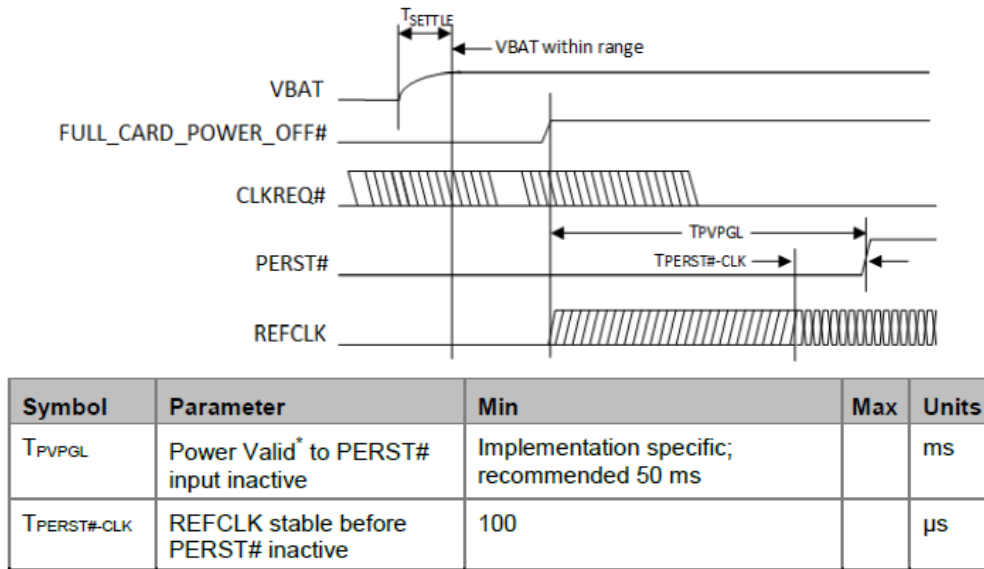 TSETTLE
VBAT within range
VBAT
FULL_CARD_POWER_OFF#
CLKREQ#
TPVPGL
PERST#
TPERST#-CLK
REFCLK
Symbol Parameter Min Max Units
TPVPGL Power Valid* to PERST# Implementation specific; ms
input inactive recommended 50 ms
TPERST#-CLK REFCLK stable before 100 µs
PERST# inactive